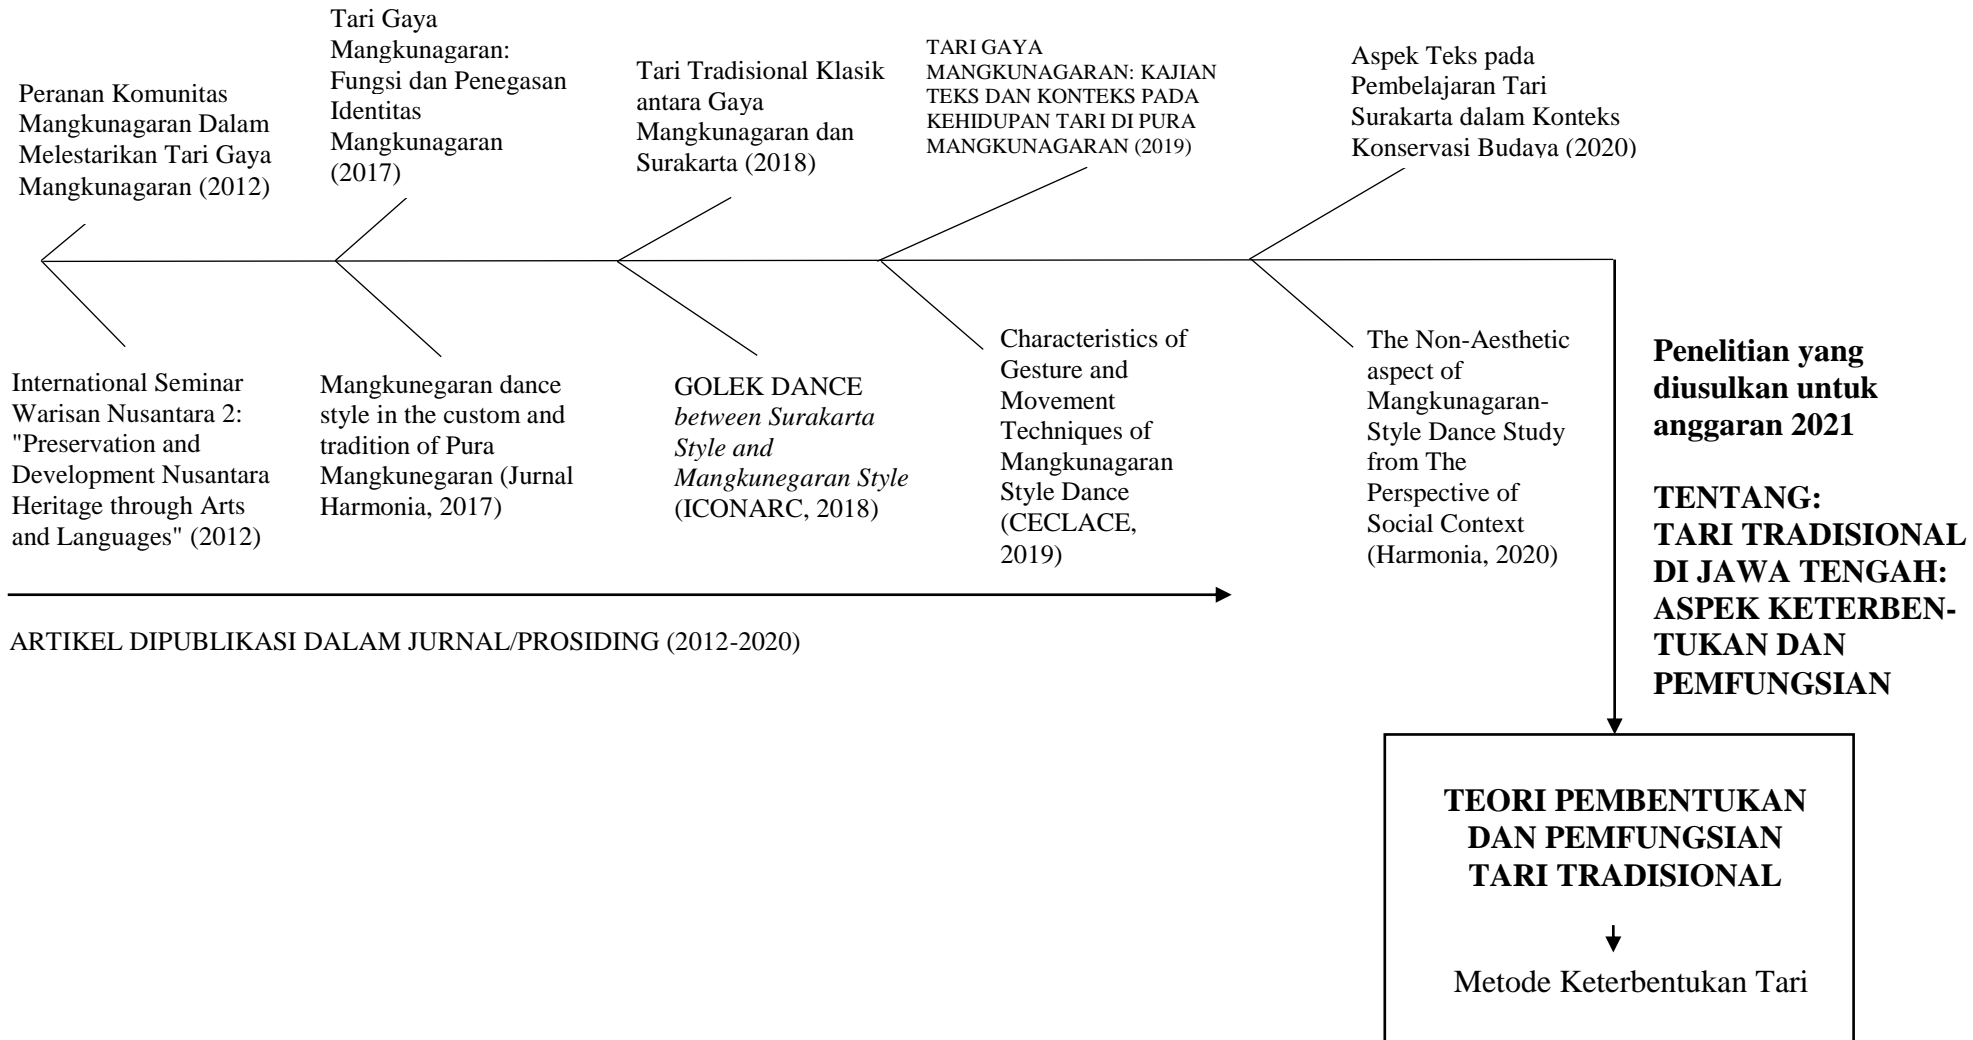 Peranan Komunitas
Mangkunagaran Dalam
Melestarikan Tari Gaya
Mangkunagaran (2012)
Tari Gaya
Mangkunagaran:
Fungsi dan Penegasan
Identitas
Mangkunagaran
(2017)
Tari Tradisional Klasik
antara Gaya
Mangkunagaran dan
Surakarta (2018)
TARI GAYA
MANGKUNAGARAN: KAJIAN
TEKS DAN KONTEKS PADA
KEHIDUPAN TARI DI PURA
MANGKUNAGARAN (2019)
Aspek Teks pada
Pembelajaran Tari
Surakarta dalam Konteks
Konservasi Budaya (2020)
International Seminar
Warisan Nusantara 2:
"Preservation and
Development Nusantara
Heritage through Arts
and Languages" (2012)
Mangkunegaran dance
style in the custom and
tradition of Pura
Mangkunegaran (Jurnal
Harmonia, 2017)
GOLEK DANCE
between Surakarta
Style and
Mangkunegaran Style
(ICONARC, 2018)
Characteristics of
Gesture and
Movement
Techniques of
Mangkunagaran
Style Dance
(CECLACE,
2019)
The Non-Aesthetic
aspect of
Mangkunagaran-
Style Dance Study
from The
Perspective of
Social Context
(Harmonia, 2020)
Penelitian yang
diusulkan untuk
anggaran 2021
TENTANG:
TARI TRADISIONAL
DI JAWA TENGAH:
ASPEK KETERBEN-
TUKAN DAN
PEMFUNGSIAN
ARTIKEL DIPUBLIKASI DALAM JURNAL/PROSIDING (2012-2020)
TEORI PEMBENTUKAN
DAN PEMFUNGSIAN
TARI TRADISIONAL
Metode Keterbentukan Tari